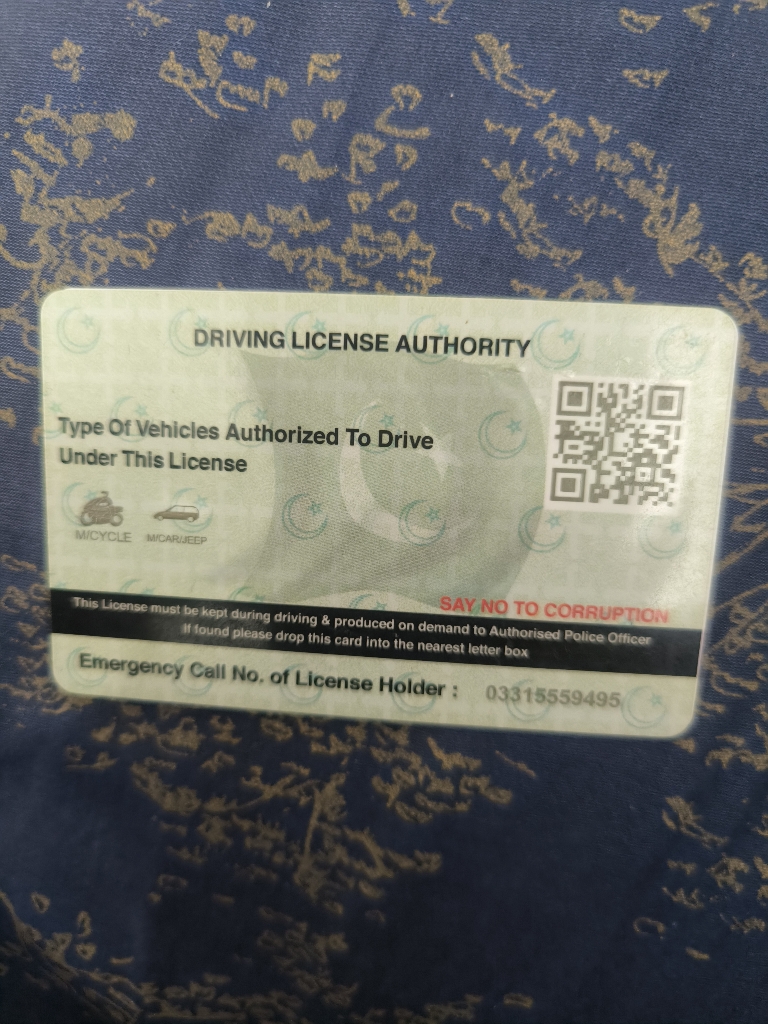 DRIVING LICENSE AUTHORITY
Type Of Vehicles Authorized To Drive
Under This License
M/CYCLE M/CAR/JEEP
SAY NO TO CORRUPTION
This License must be kept during driving & produced on demand to Authorised Police Officer
If found please drop this card into the nearest letter box
Emergency Call No. of License Holder : 03315559495